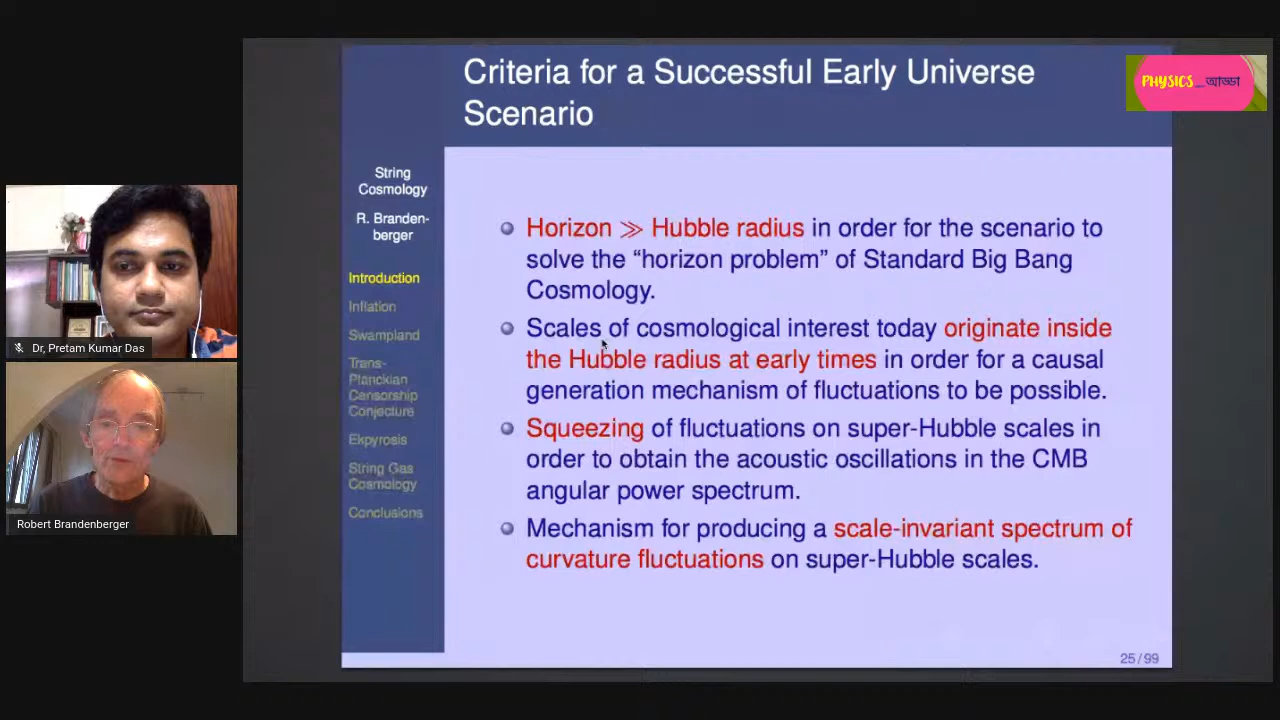 Criteria for a Successful Early Universe
Scenario
PHYSICS আড্ডা
String
Cosmology
R. Branden-
berger
Introduction
Inflation
Swampland
Trans-
Planckian
Censorship
Conjecture
Ekpyrosis
String Gas
Cosmology
Conclusions
Horizon ≫ Hubble radius in order for the scenario to
solve the “horizon problem” of Standard Big Bang
Cosmology.
Scales of cosmological interest today originate inside
the Hubble radius at early times in order for a causal
generation mechanism of fluctuations to be possible.
Squeezing of fluctuations on super-Hubble scales in
order to obtain the acoustic oscillations in the CMB
angular power spectrum.
Mechanism for producing a scale-invariant spectrum of
curvature fluctuations on super-Hubble scales.
25/99
Dr, Pretam Kumar Das
Robert Brandenberger